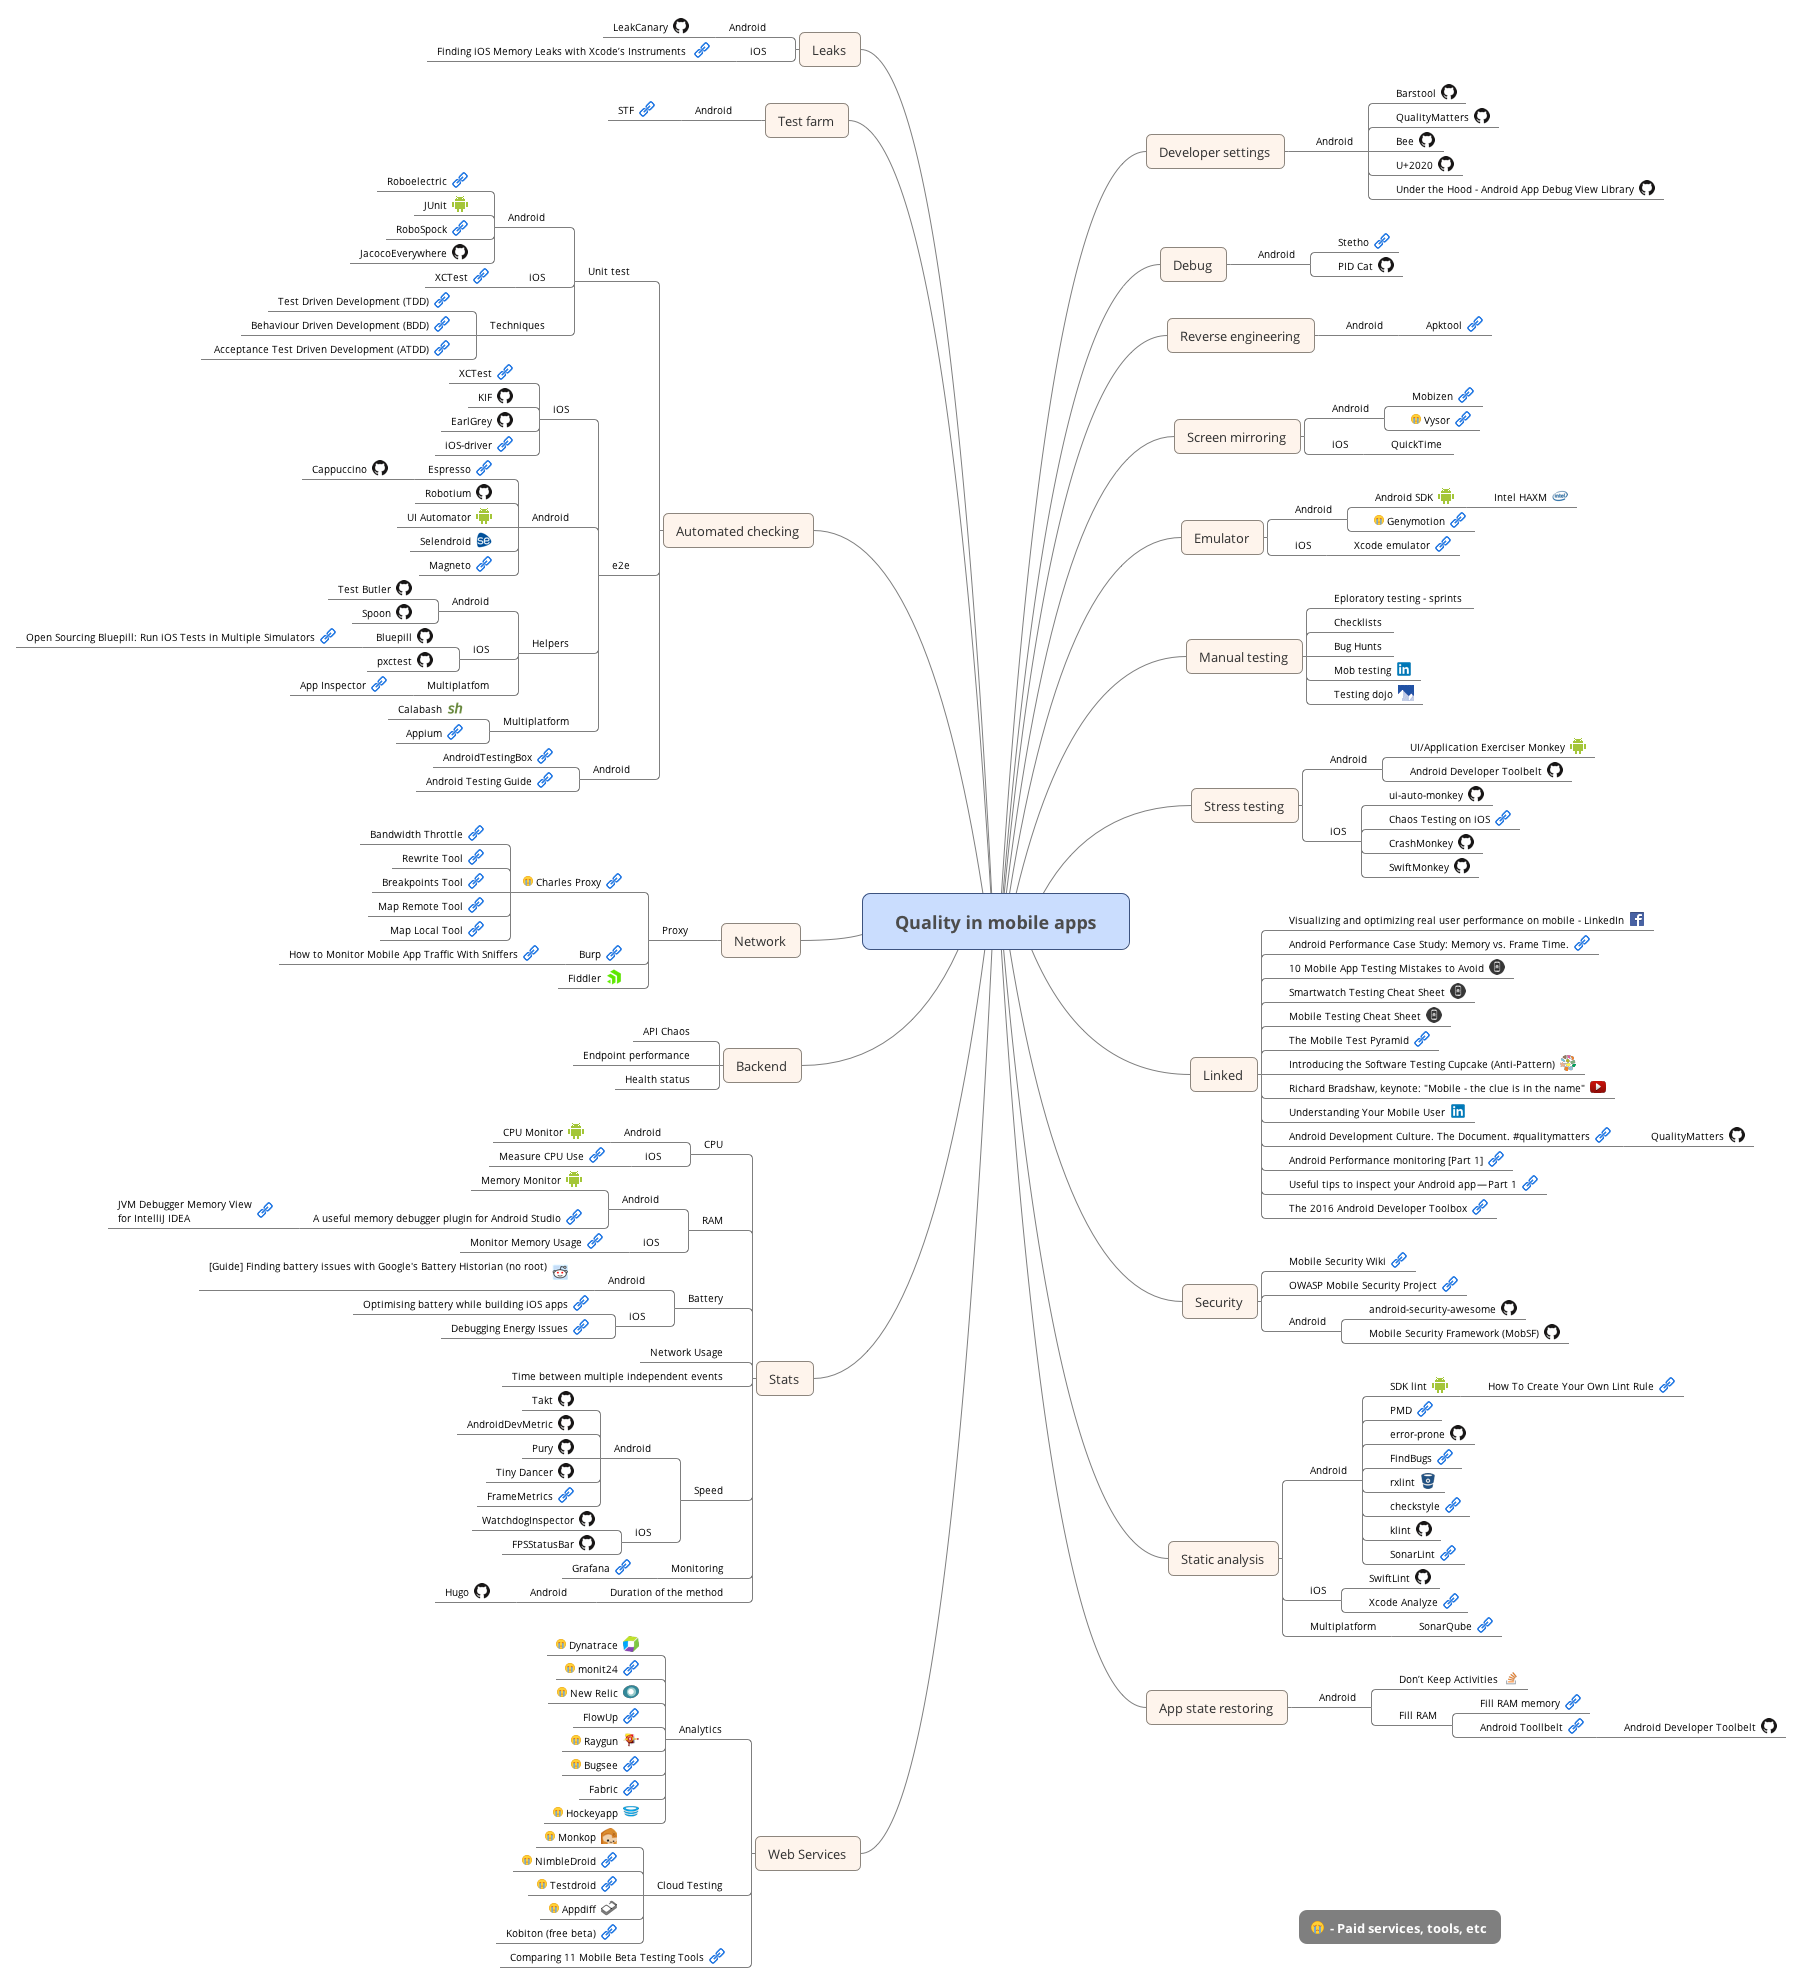 Quality in mobile apps
Leaks
Android
LeakCanary
iOS
Finding iOS Memory Leaks with Xcode's Instruments
Test farm
Android
STF
Automated checking
Unit test
Android
Roboelectric
JUnit
RoboSpock
JacocoEverywhere
iOS
XCTest
Techniques
Test Driven Development (TDD)
Behaviour Driven Development (BDD)
Acceptance Test Driven Development (ATDD)
e2e
iOS
XCTest
KIF
EarlGrey
iOS-driver
Android
Espresso
Cappuccino
Robotium
UI Automator
Selendroid
Se
Magneto
Helpers
Android
Test Butler
Spoon
iOS
Bluepill
Open Sourcing Bluepill: Run iOS Tests in Multiple Simulators
pxctest
Multiplatfom
App Inspector
Multiplatform
Calabash
sh
Appium
Android
AndroidTestingBox
Android Testing Guide
Network
Proxy
Charles Proxy
Bandwidth Throttle
Rewrite Tool
Breakpoints Tool
Map Remote Tool
Map Local Tool
Burp
How to Monitor Mobile App Traffic With Sniffers
Fiddler
Backend
API Chaos
Endpoint performance
Health status
Stats
CPU
Android
CPU Monitor
iOS
Measure CPU Use
RAM
Android
Memory Monitor
A useful memory debugger plugin for Android Studio
JVM Debugger Memory View
for IntelliJ IDEA
iOS
Monitor Memory Usage
Battery
Android
[Guide] Finding battery issues with Google's Battery Historian (no root)
iOS
Optimising battery while building iOS apps
Debugging Energy Issues
Network Usage
Time between multiple independent events
Speed
Android
Takt
AndroidDevMetric
Pury
Tiny Dancer
FrameMetrics
iOS
WatchdogInspector
FPSStatusBar
Monitoring
Grafana
Duration of the method
Android
Hugo
Web Services
Analytics
Dynatrace
monit24
New Relic
FlowUp
Raygun
Bugsee
Fabric
Hockeyapp
Cloud Testing
Monkop
NimbleDroid
Testdroid
Appdiff
Kobiton (free beta)
Comparing 11 Mobile Beta Testing Tools
Developer settings
Android
Barstool
QualityMatters
Bee
U+2020
Under the Hood - Android App Debug View Library
Debug
Android
Stetho
PID Cat
Reverse engineering
Android
Apktool
Screen mirroring
Android
Mobizen
Vysor
iOS
QuickTime
Emulator
Android
Android SDK
Intel HAXM
intel
Genymotion
iOS
Xcode emulator
Manual testing
Eploratory testing - sprints
Checklists
Bug Hunts
Mob testing
in
Testing dojo
Stress testing
Android
UI/Application Exerciser Monkey
Android Developer Toolbelt
iOS
ui-auto-monkey
Chaos Testing on iOS
CrashMonkey
SwiftMonkey
Linked
Visualizing and optimizing real user performance on mobile - LinkedIn
f
Android Performance Case Study: Memory vs. Frame Time.
10 Mobile App Testing Mistakes to Avoid
Smartwatch Testing Cheat Sheet
Mobile Testing Cheat Sheet
The Mobile Test Pyramid
Introducing the Software Testing Cupcake (Anti-Pattern)
Richard Bradshaw, keynote: "Mobile - the clue is in the name"
Understanding Your Mobile User
in
Android Development Culture. The Document. #qualitymatters
QualityMatters
Android Performance monitoring [Part 1]
Useful tips to inspect your Android app — Part 1
The 2016 Android Developer Toolbox
Security
Mobile Security Wiki
OWASP Mobile Security Project
Android
android-security-awesome
Mobile Security Framework (MobSF)
Static analysis
Android
SDK lint
How To Create Your Own Lint Rule
PMD
error-prone
FindBugs
rxlint
checkstyle
klint
SonarLint
iOS
SwiftLint
Xcode Analyze
Multiplatform
SonarQube
App state restoring
Android
Don't Keep Activities
Fill RAM
Fill RAM memory
Android Toollbelt
Android Developer Toolbelt
- Paid services, tools, etc